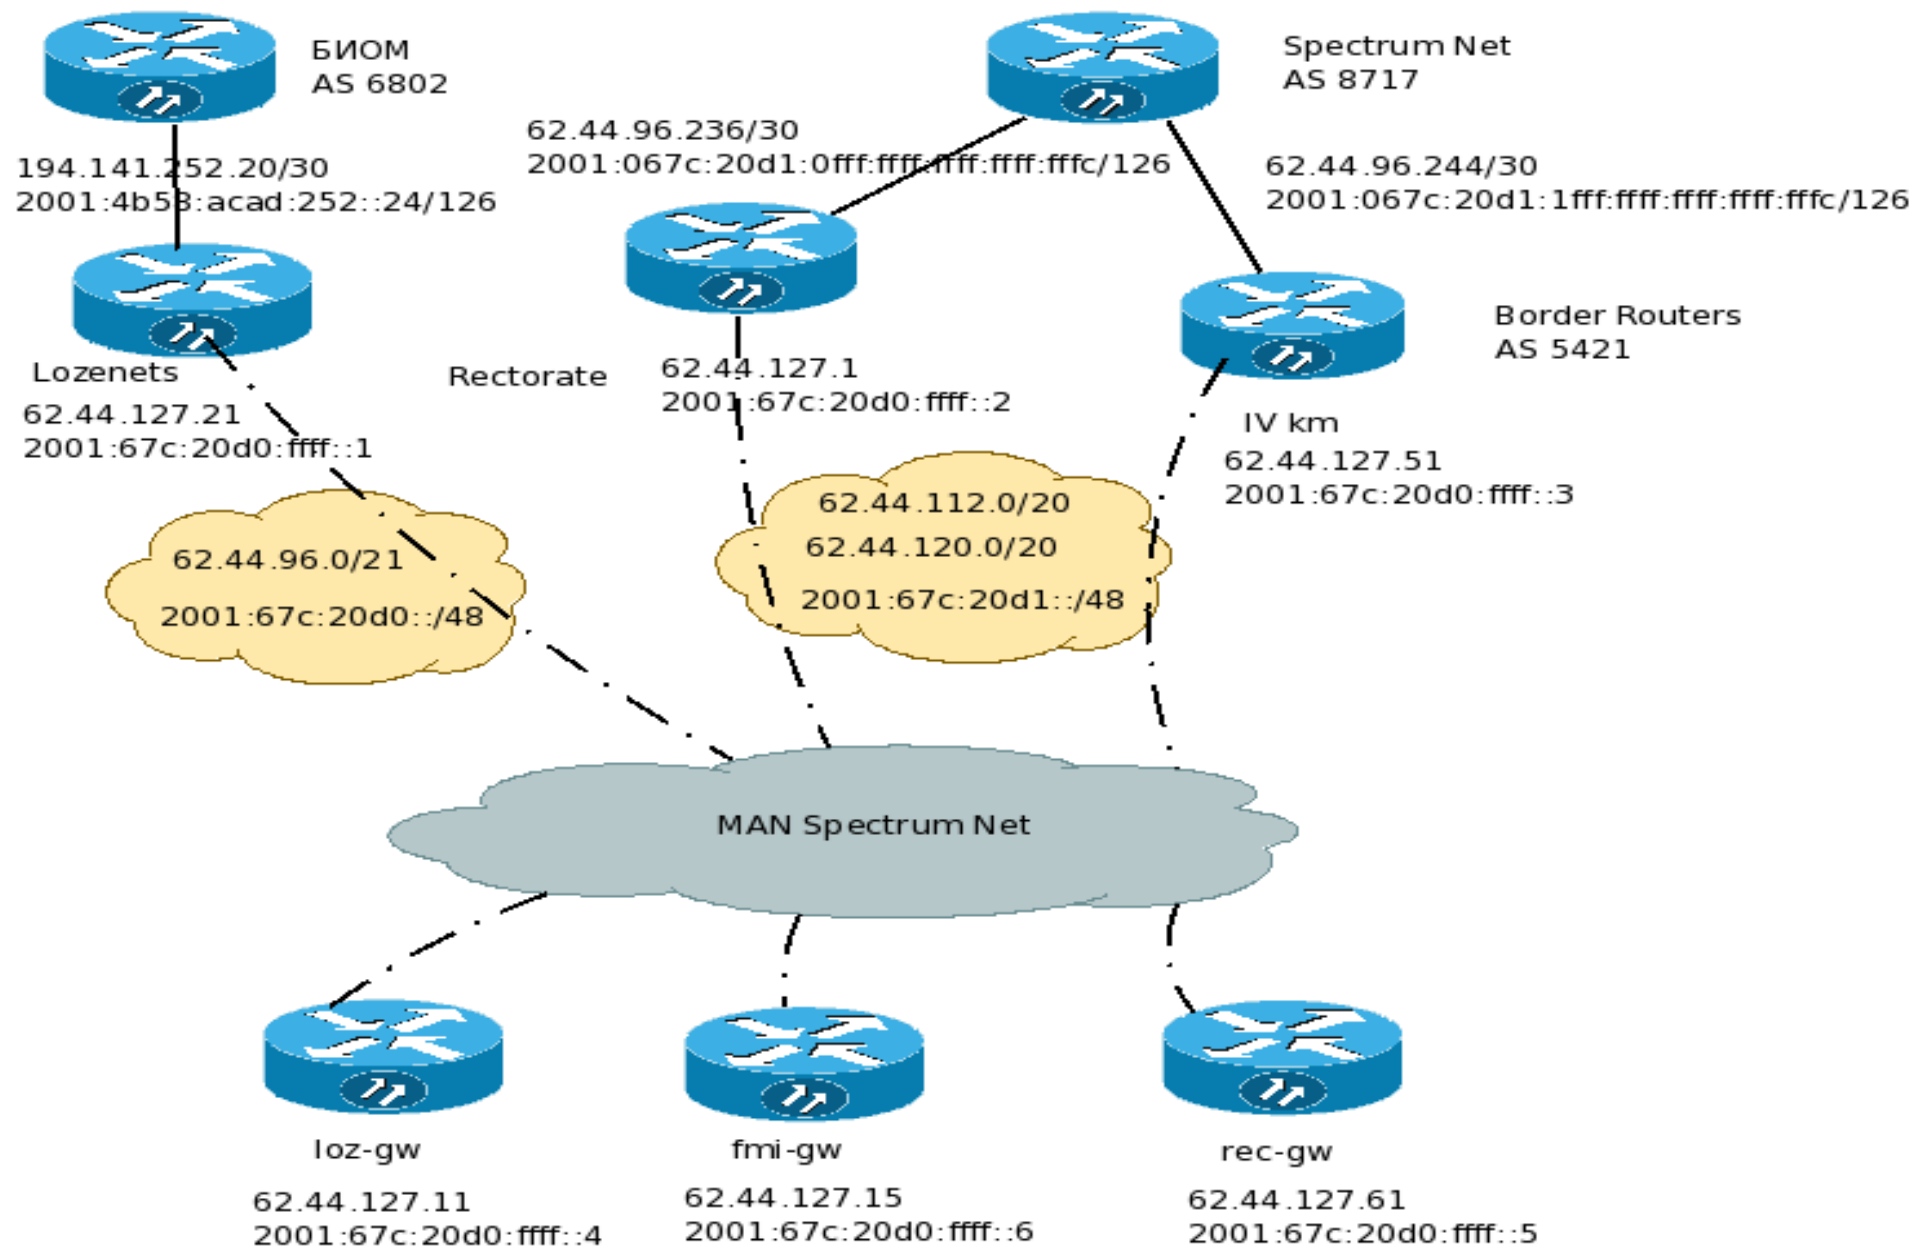 БИОМ
AS 6802
Spectrum Net
AS 8717
62.44.96.236/30
2001:067c:20d1:0fff:ffff:ffff:ffff:fffc/126
194.141.252.20/30
2001:4b58:acad:252::24/126
62.44.96.244/30
2001:067c:20d1:1fff:ffff:ffff:ffff:fffc/126
Border Routers
AS 5421
Lozenets
62.44.127.21
2001:67c:20d0:ffff::1
Rectorate
62.44.127.1
2001:67c:20d0:ffff::2
IV km
62.44.127.51
2001:67c:20d0:ffff::3
62.44.96.0/21
2001:67c:20d0::/48
62.44.112.0/20
62.44.120.0/20
2001:67c:20d1::/48
MAN Spectrum Net
loz-gw
62.44.127.11
2001:67c:20d0:ffff::4
fmi-gw
62.44.127.15
2001:67c:20d0:ffff::6
rec-gw
62.44.127.61
2001:67c:20d0:ffff::5